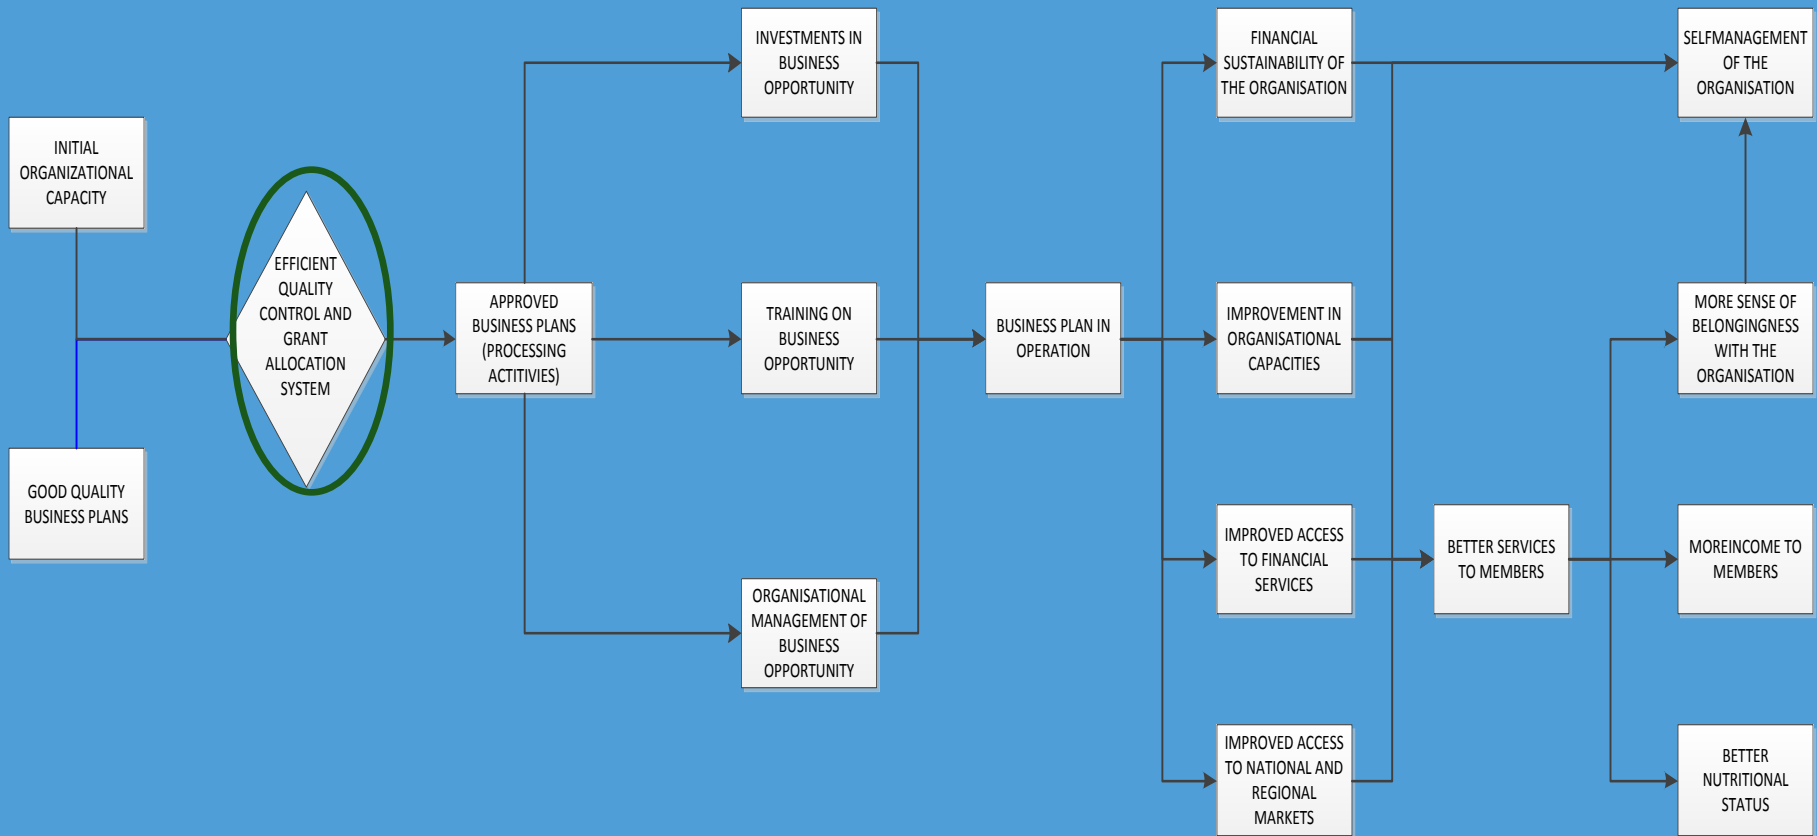 INITIAL
ORGANIZATIONAL
CAPACITY
GOOD QUALITY
BUSINESS PLANS
EFFICIENT
QUALITY
CONTROL AND
GRANT
ALLOCATION
SYSTEM
APPROVED
BUSINESS PLANS
(PROCESSING
ACTITIVIES)
INVESTMENTS IN
BUSINESS
OPPORTUNITY
TRAINING ON
BUSINESS
OPPORTUNITY
ORGANISATIONAL
MANAGEMENT OF
BUSINESS
OPPORTUNITY
BUSINESS PLAN IN
OPERATION
FINANCIAL
SUSTAINABILITY OF
THE ORGANISATION
IMPROVEMENT IN
ORGANISATIONAL
CAPACITIES
IMPROVED ACCESS
TO FINANCIAL
SERVICES
IMPROVED ACCESS
TO NATIONAL AND
REGIONAL
MARKETS
BETTER SERVICES
TO MEMBERS
SELFMANAGEMENT
OF THE
ORGANISATION
MORE SENSE OF
BELONGINGNESS
WITH THE
ORGANISATION
MOREINCOME TO
MEMBERS
BETTER
NUTRITIONAL
STATUS